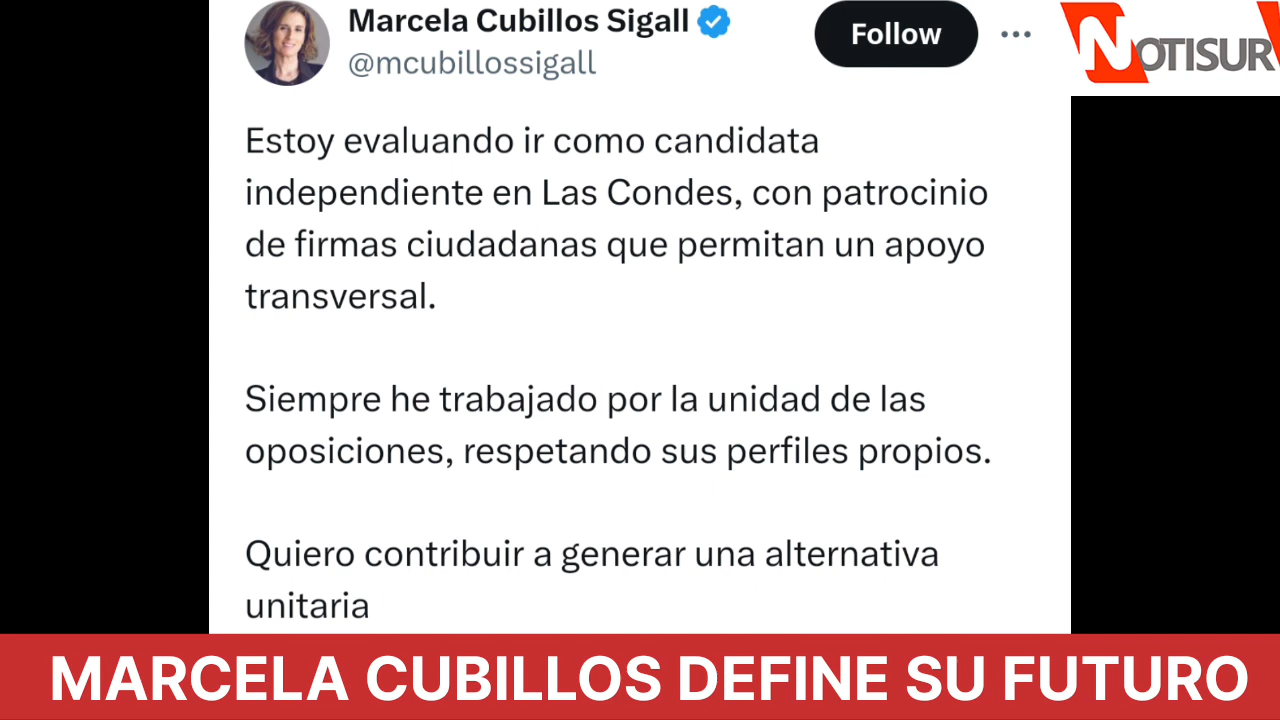 Marcela Cubillos Sigall
@mcubillossigall
Follow
NOTISUR
Estoy evaluando ir como candidata
independiente en Las Condes, con patrocinio
de firmas ciudadanas que permitan un apoyo
transversal.
Siempre he trabajado por la unidad de las
oposiciones, respetando sus perfiles propios.
Quiero contribuir a generar una alternativa
unitaria
MARCELA CUBILLOS DEFINE SU FUTURO